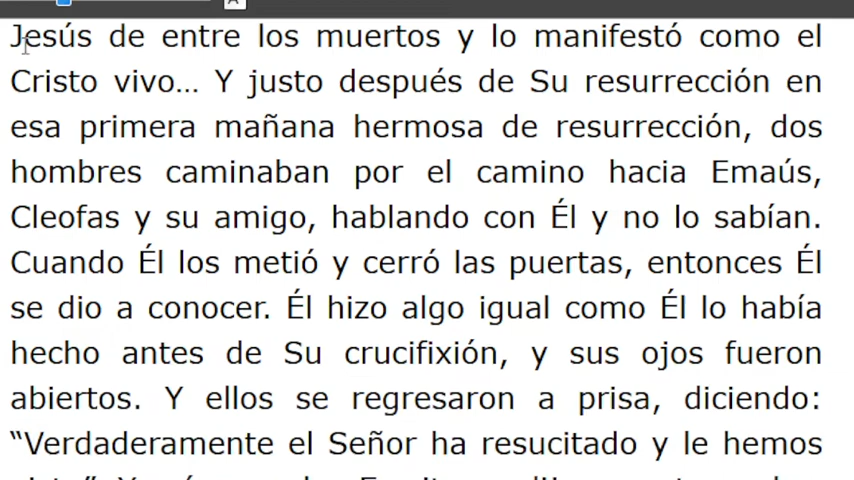 Jesús de entre los muertos y lo manifestó como el
Cristo vivo... Y justo después de Su resurrección en
esa primera mañana hermosa de resurrección, dos
hombres caminaban por el camino hacia Emaús,
Cleofas y su amigo, hablando con Él y no lo sabían.
Cuando Él los metió y cerró las puertas, entonces Él
se dio a conocer. Él hizo algo igual como Él lo había
hecho antes de Su crucifixión, y sus ojos fueron
abiertos. Y ellos se regresaron a prisa, diciendo:
“Verdaderamente el Señor ha resucitado y le hemos